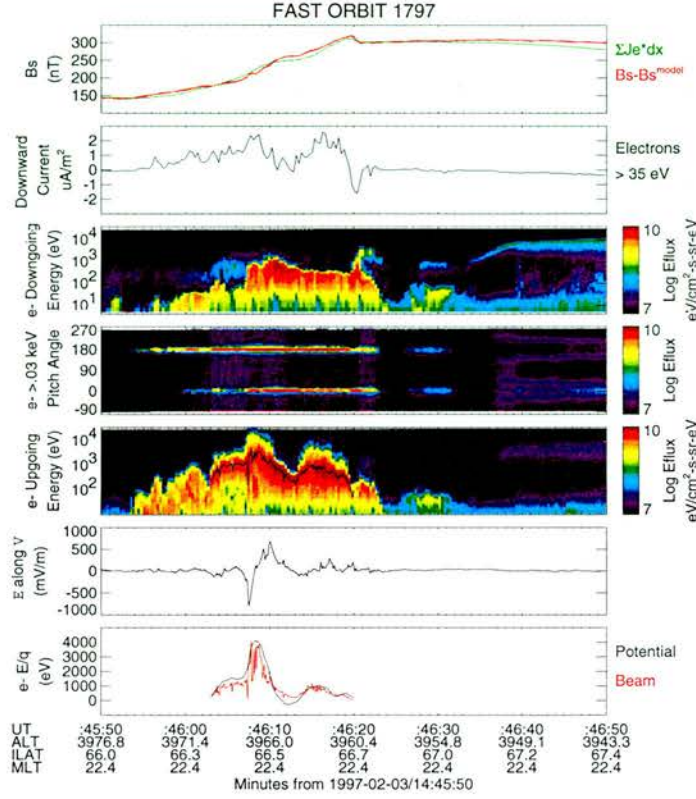 FAST ORBIT 1797
Bs
(nT)
300
250
200
150
ΣJe*dx
Bs-Bs^model
Downward
Current
uA/m²
2
1
0
-1
-2
Electrons
> 35 eV
e- Downgoing
Energy (eV)
10⁴
10³
10²
10¹
10
7
Log Eflux
eV/cm²-s-sr-eV
e- >.03 keV
Pitch Angle
270
180
90
0
-90
10
7
Log Eflux
e- Upgoing
Energy (eV)
10⁴
10³
10²
10
7
Log Eflux
eV/cm²-s-sr-eV
E along V
(mV/m)
1000
500
0
-500
-1000
e- E/q
(eV)
4000
3000
2000
1000
0
Potential
Beam
UT :45:50 :46:00 :46:10 :46:20 :46:30 :46:40 :46:50
ALT 3976.8 3971.4 3966.0 3960.4 3954.8 3949.1 3943.3
ILAT 66.0 66.3 66.5 66.7 67.0 67.2 67.4
MLT 22.4 22.4 22.4 22.4 22.4 22.4 22.4
Minutes from 1997-02-03/14:45:50